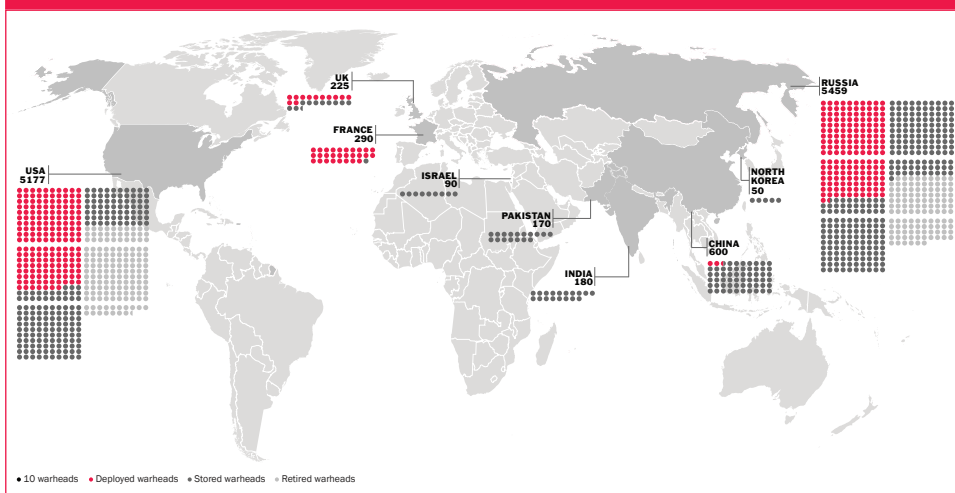 UK
225
RUSSIA
5459
FRANCE
290
USA
5177
ISRAEL
90
NORTH
KOREA
50
PAKISTAN
170
CHINA
600
INDIA
180
10 warheads Deployed warheads Stored warheads Retired warheads